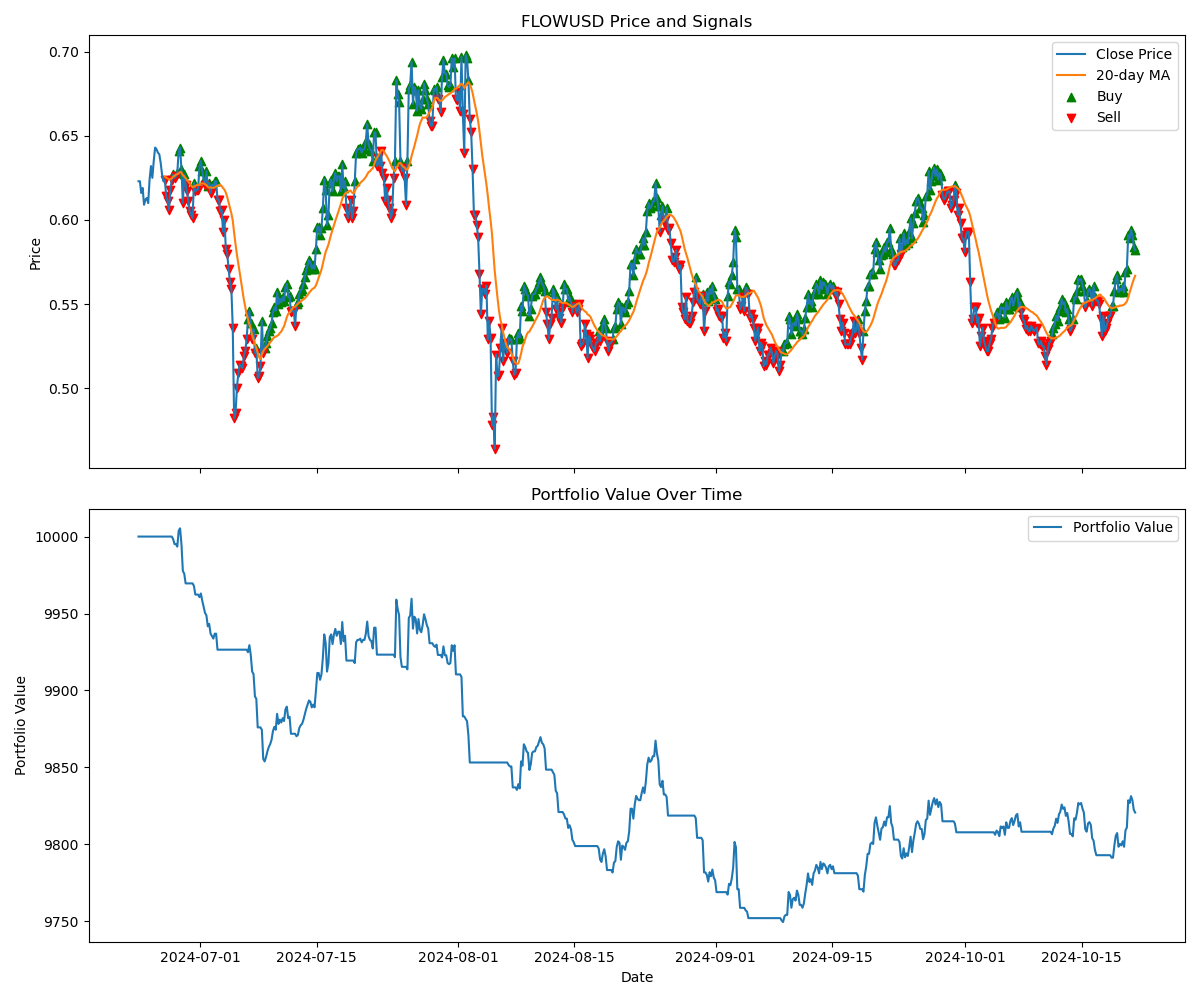 FLOWUSD Price and Signals
Price
0.70
0.65
0.60
0.55
0.50
Close Price
20-day MA
Buy
Sell
Portfolio Value Over Time
Portfolio Value
10000
9950
9900
9850
9800
9750
Portfolio Value
2024-07-01 2024-07-15 2024-08-01 2024-08-15 2024-09-01 2024-09-15 2024-10-01 2024-10-15
Date